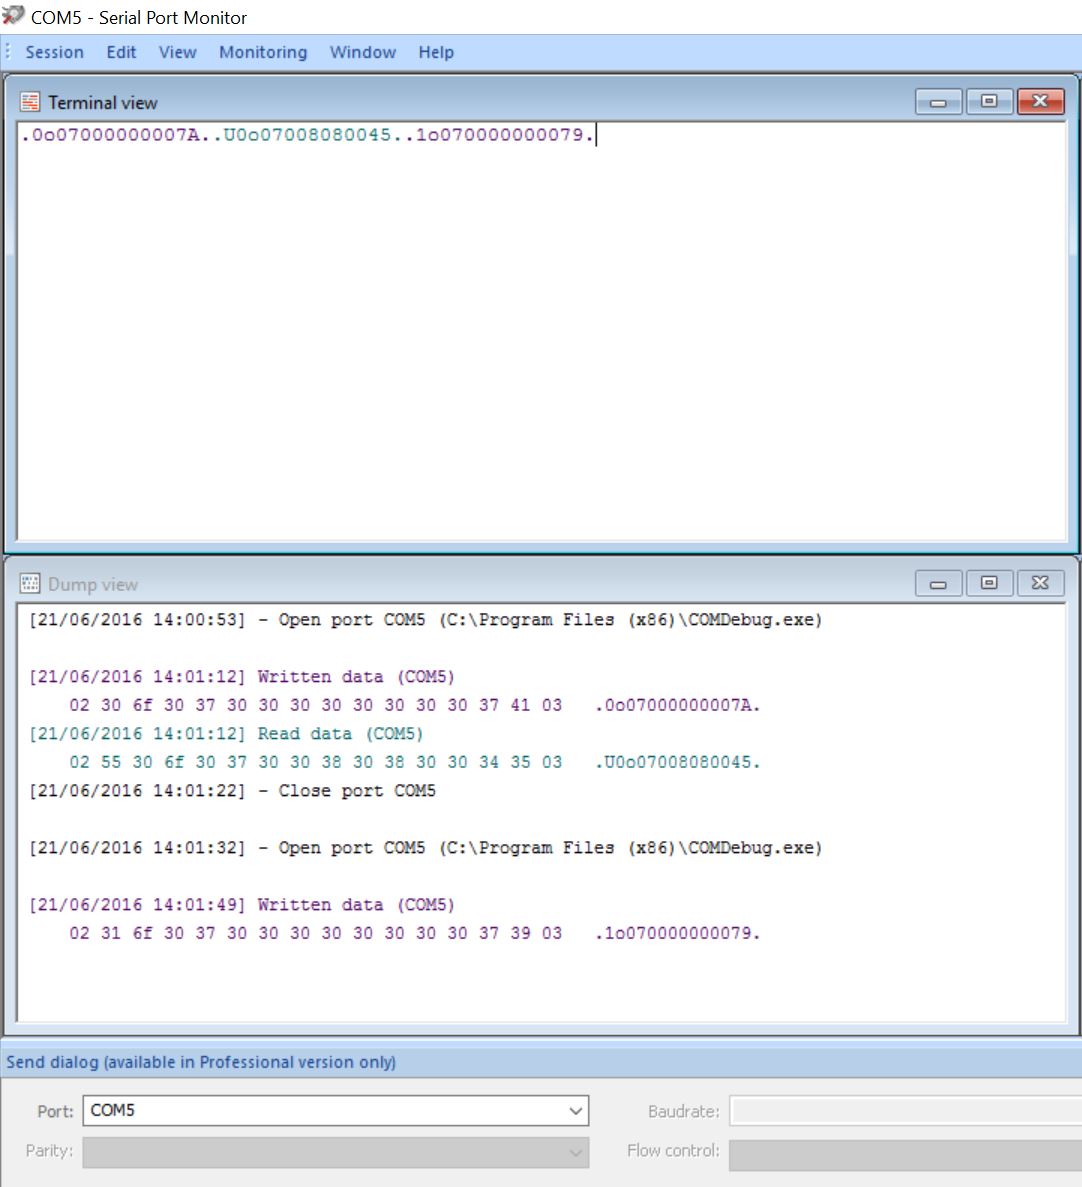 COM5 - Serial Port Monitor
Session Edit View Monitoring Window Help
Terminal view
.0o07000000007A..U0o07008080045..1o070000000079.
Dump view
[21/06/2016 14:00:53] - Open port COM5 (C:\Program Files (x86)\COMDebug.exe)
[21/06/2016 14:01:12] Written data (COM5)
02 30 6f 30 37 30 30 30 30 30 30 30 30 37 41 03 .0o07000000007A.
[21/06/2016 14:01:12] Read data (COM5)
02 55 30 6f 30 37 30 30 38 30 38 30 30 34 35 03 .U0o07008080045.
[21/06/2016 14:01:22] - Close port COM5
[21/06/2016 14:01:32] - Open port COM5 (C:\Program Files (x86)\COMDebug.exe)
[21/06/2016 14:01:49] Written data (COM5)
02 31 6f 30 37 30 30 30 30 30 30 30 30 37 39 03 .1o070000000079.
Send dialog (available in Professional version only)
Port: COM5 Baudrate:
Parity: Flow control: